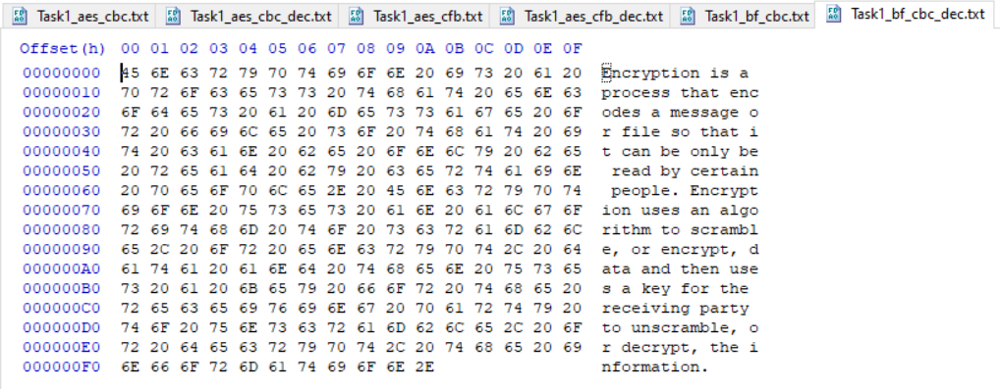 Task1_aes_cbc.txt Task1_aes_cbc_dec.txt Task1_aes_cfb.txt Task1_aes_cfb_dec.txt Task1_bf_cbc.txt Task1_bf_cbc_dec.txt
Offset(h) 00 01 02 03 04 05 06 07 08 09 0A 0B 0C 0D 0E 0F
00000000 45 6E 63 72 79 70 74 69 6F 6E 20 69 73 20 61 20 Encryption is a
00000010 70 72 6F 63 65 73 73 20 74 68 61 74 20 65 6E 63 process that enc
00000020 6F 64 65 73 20 61 20 6D 65 73 73 61 67 65 20 6F odes a message o
00000030 72 20 66 69 6C 65 20 73 6F 20 74 68 61 74 20 69 r file so that i
00000040 74 20 63 61 6E 20 62 65 20 6F 6E 6C 79 20 62 65 t can be only be
00000050 20 72 65 61 64 20 62 79 20 63 65 72 74 61 69 6E read by certain
00000060 20 70 65 6F 70 6C 65 2E 20 45 6E 63 72 79 70 74 people. Encrypt
00000070 69 6F 6E 20 75 73 65 73 20 61 6E 20 61 6C 67 6F ion uses an algo
00000080 72 69 74 68 6D 20 74 6F 20 73 63 72 61 6D 62 6C rithm to scrambl
00000090 65 2C 20 6F 72 20 65 6E 63 72 79 70 74 2C 20 64 e, or encrypt, d
000000A0 61 74 61 20 61 6E 64 20 74 68 65 6E 20 75 73 65 ata and then use
000000B0 73 20 61 20 6B 65 79 20 66 6F 72 20 74 68 65 20 s a key for the
000000C0 72 65 63 65 69 76 69 6E 67 20 70 61 72 74 79 20 receiving party
000000D0 74 6F 20 75 6E 73 63 72 61 6D 62 6C 65 2C 20 6F to unscramble, o
000000E0 72 20 64 65 63 72 79 70 74 2C 20 74 68 65 20 69 r decrypt, the i
000000F0 6E 66 6F 72 6D 61 74 69 6F 6E 2E nformation.